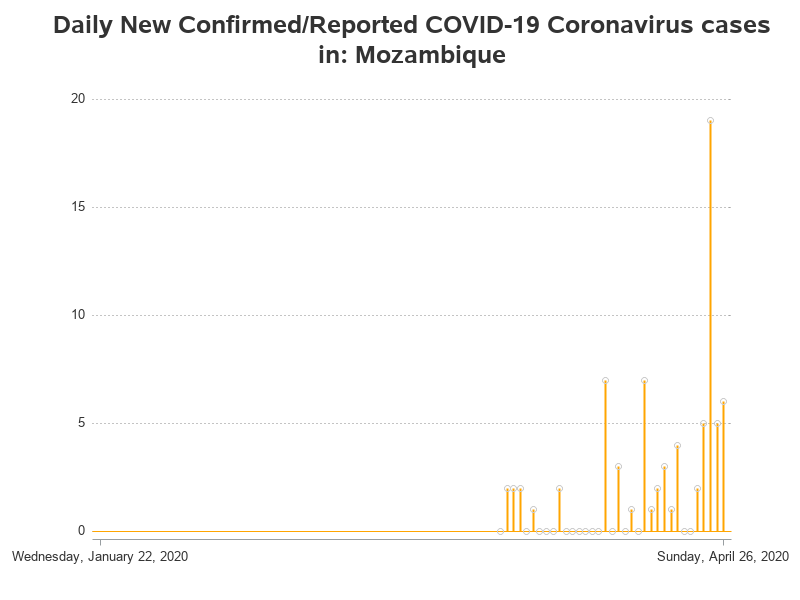 Daily New Confirmed/Reported COVID-19 Coronavirus cases
in: Mozambique
20
15
10
5
0
Wednesday, January 22, 2020
Sunday, April 26, 2020